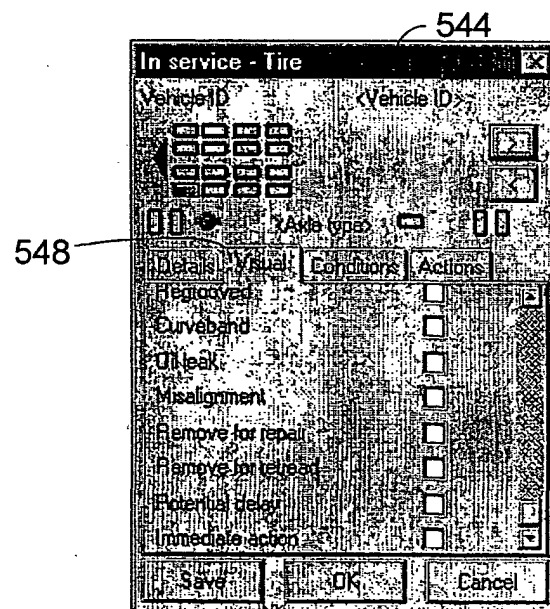 544
In service - Tire
Vehicle ID <Vehicle ID>
> 
<
<Axle type>
548
Details Visual Conditions Actions
Regrooved
Curveband
Oil leak
Misalignment
Remove for repair
Remove for retread
Potential delay
Immediate action
Save OK Cancel